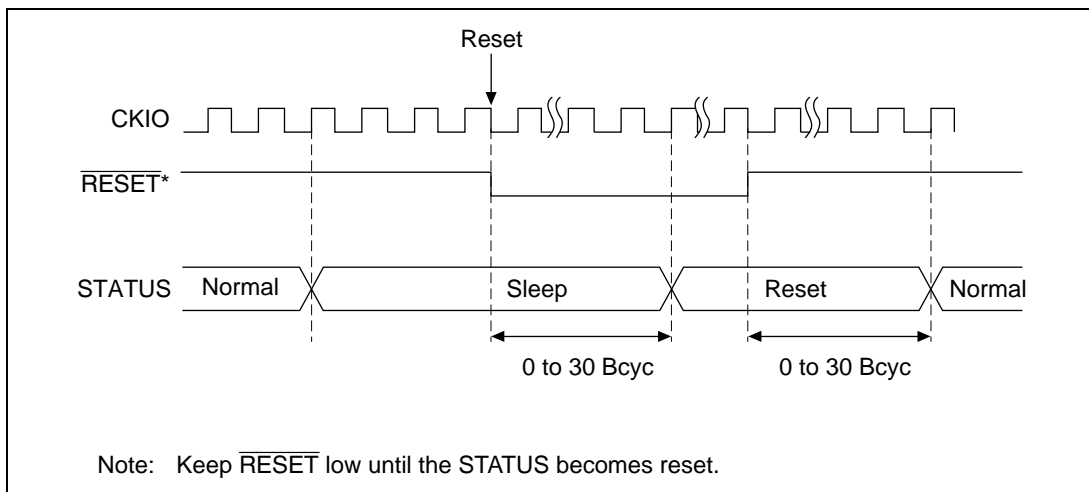 Reset
CKIO
RESET*
STATUS Normal Sleep Reset Normal
0 to 30 Bcyc 0 to 30 Bcyc
Note: Keep RESET low until the STATUS becomes reset.